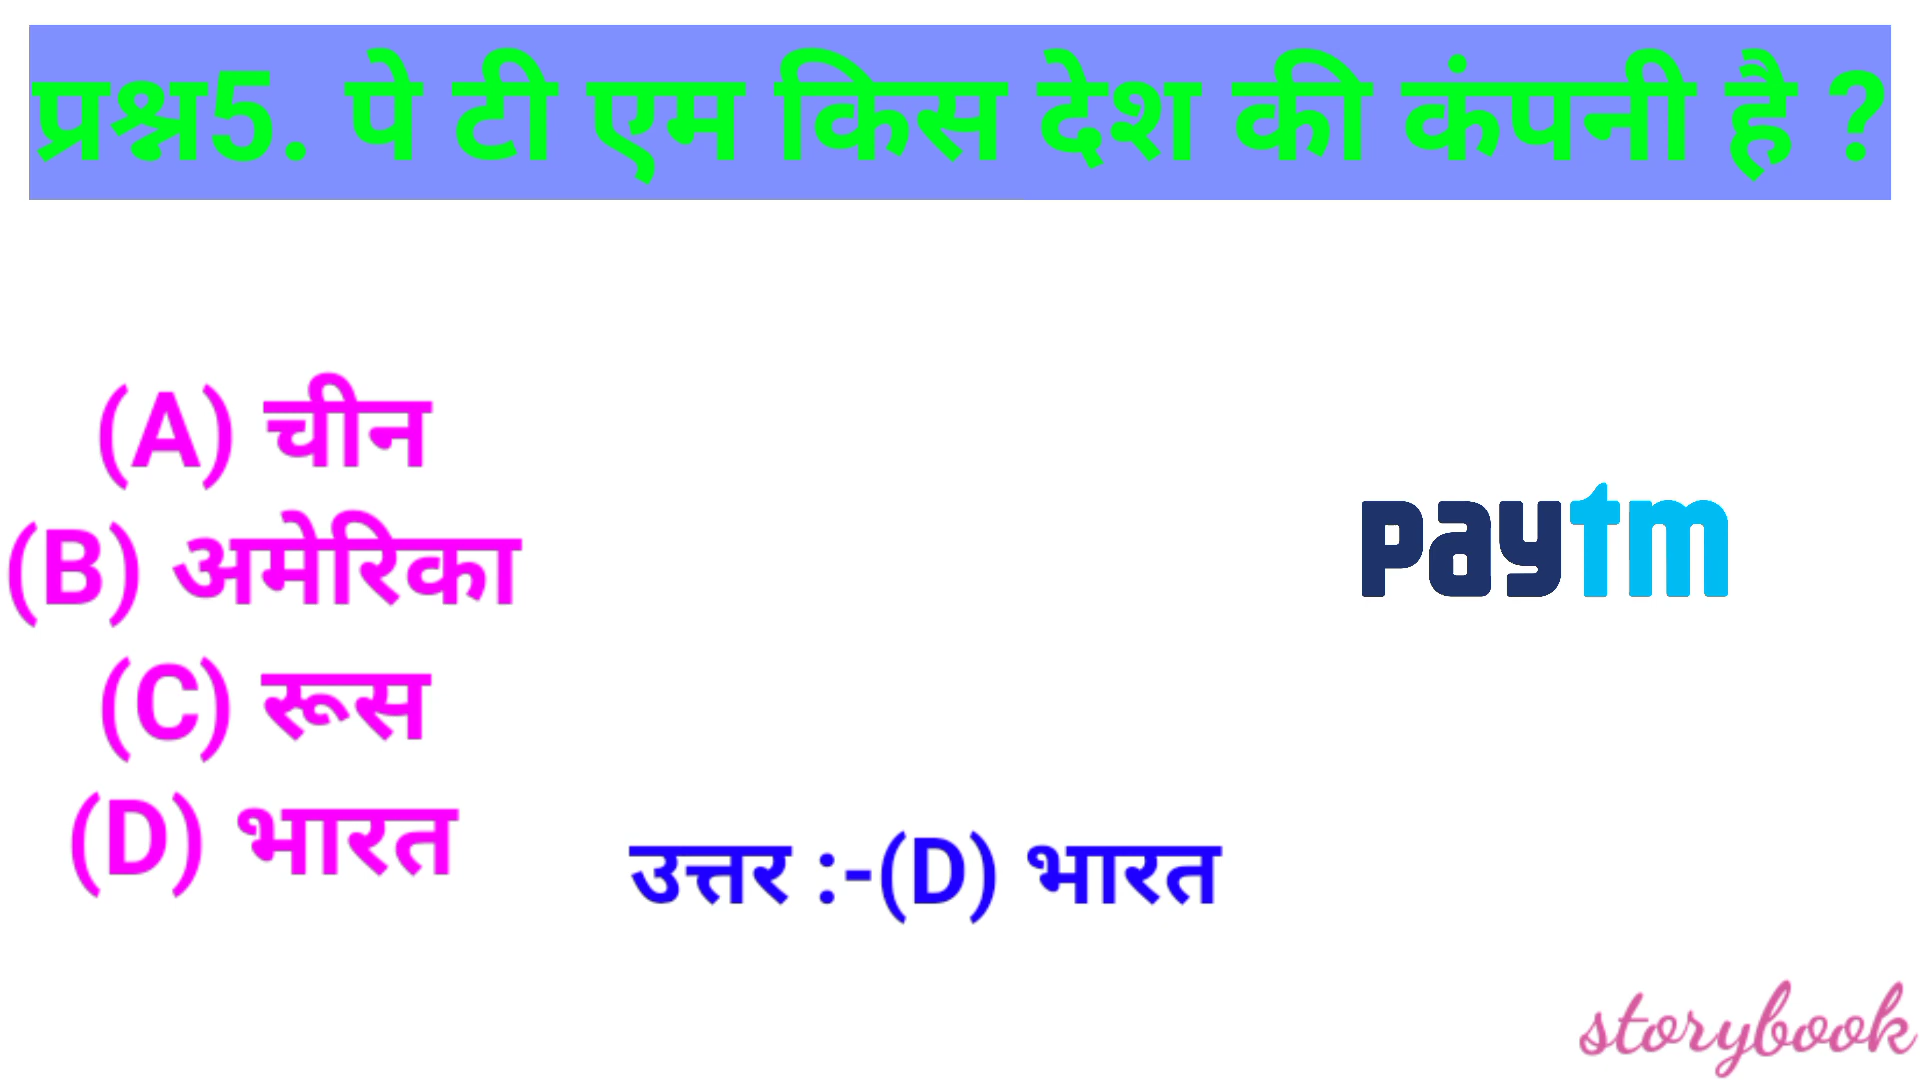 प्रश्न5. पे टी एम किस देश की कंपनी है ?
(A) चीन
(B) अमेरिका
(C) रूस
(D) भारत
paytm
उत्तर :-(D) भारत
storybook